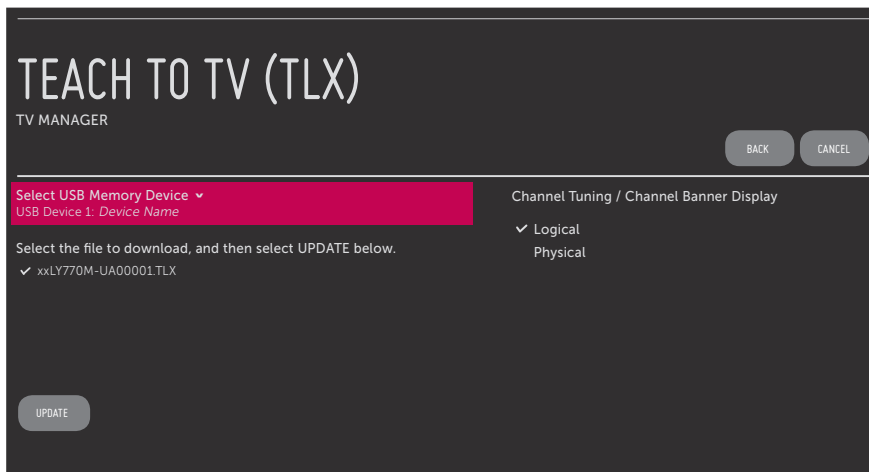 TEACH TO TV (TLX)
TV MANAGER
BACK
CANCEL
Select USB Memory Device
USB Device 1: Device Name
Select the file to download, and then select UPDATE below.
xxLY770M-UA00001.TLX
UPDATE
Channel Tuning / Channel Banner Display
Logical
Physical